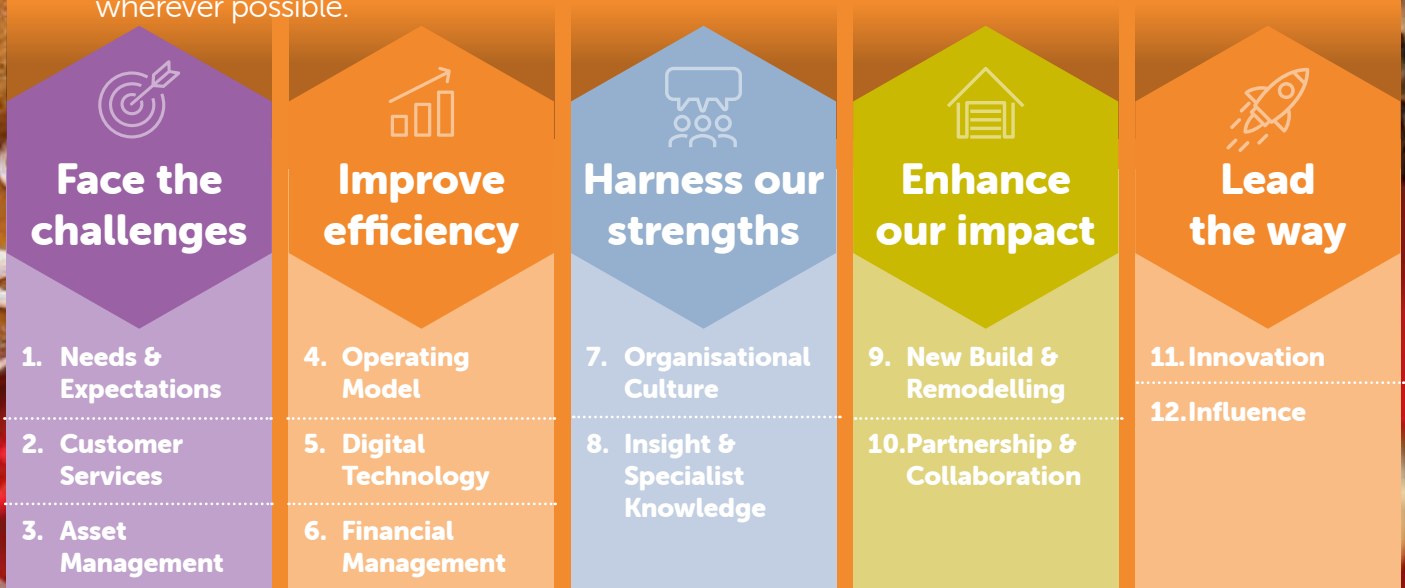 wherever possible.
Face the
challenges
1. Needs &
Expectations
2. Customer
Services
3. Asset
Management
Improve
efficiency
4. Operating
Model
5. Digital
Technology
6. Financial
Management
Harness our
strengths
7. Organisational
Culture
8. Insight &
Specialist
Knowledge
Enhance
our impact
9. New Build &
Remodelling
10.Partnership &
Collaboration
Lead
the way
11.Innovation
12.Influence